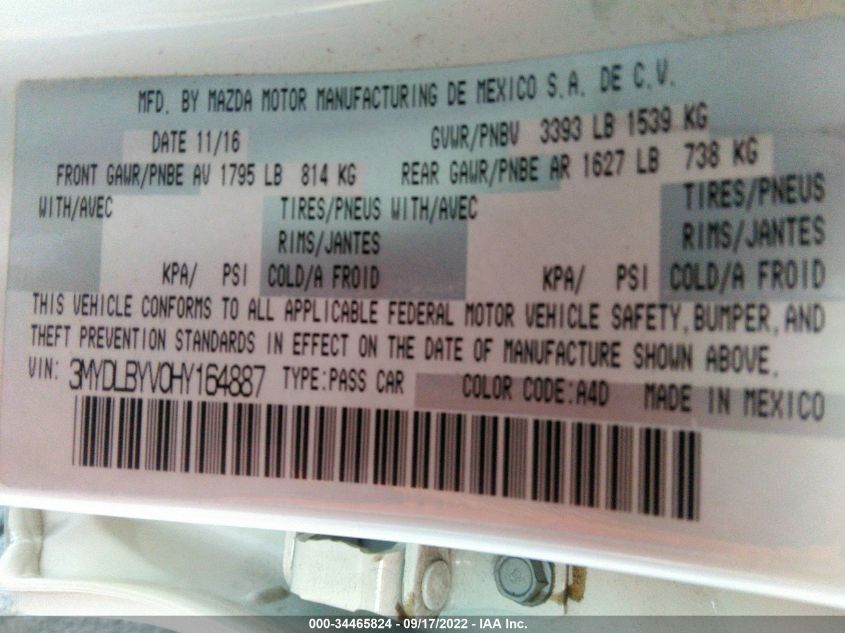 MFD. BY MAZDA MOTOR MANUFACTURING DE MEXICO S.A. DE C.V.
DATE 11/16 GVWR/PNBV 3393 LB 1539 KG
FRONT GAWR/PNBE AV 1795 LB 814 KG REAR GAWR/PNBE AR 1627 LB 738 KG
WITH/AVEC TIRES/PNEUS WITH/AVEC TIRES/PNEUS
RIMS/JANTES RIMS/JANTES
KPA/ PSI COLD/A FROID KPA/ PSI COLD/A FROID
THIS VEHICLE CONFORMS TO ALL APPLICABLE FEDERAL MOTOR VEHICLE SAFETY, BUMPER, AND
THEFT PREVENTION STANDARDS IN EFFECT ON THE DATE OF MANUFACTURE SHOWN ABOVE.
VIN: 3MYDLBYV0HY164887 TYPE:PASS CAR COLOR CODE:A4D MADE IN MEXICO
000-34465824 - 09/17/2022 - IAA Inc.